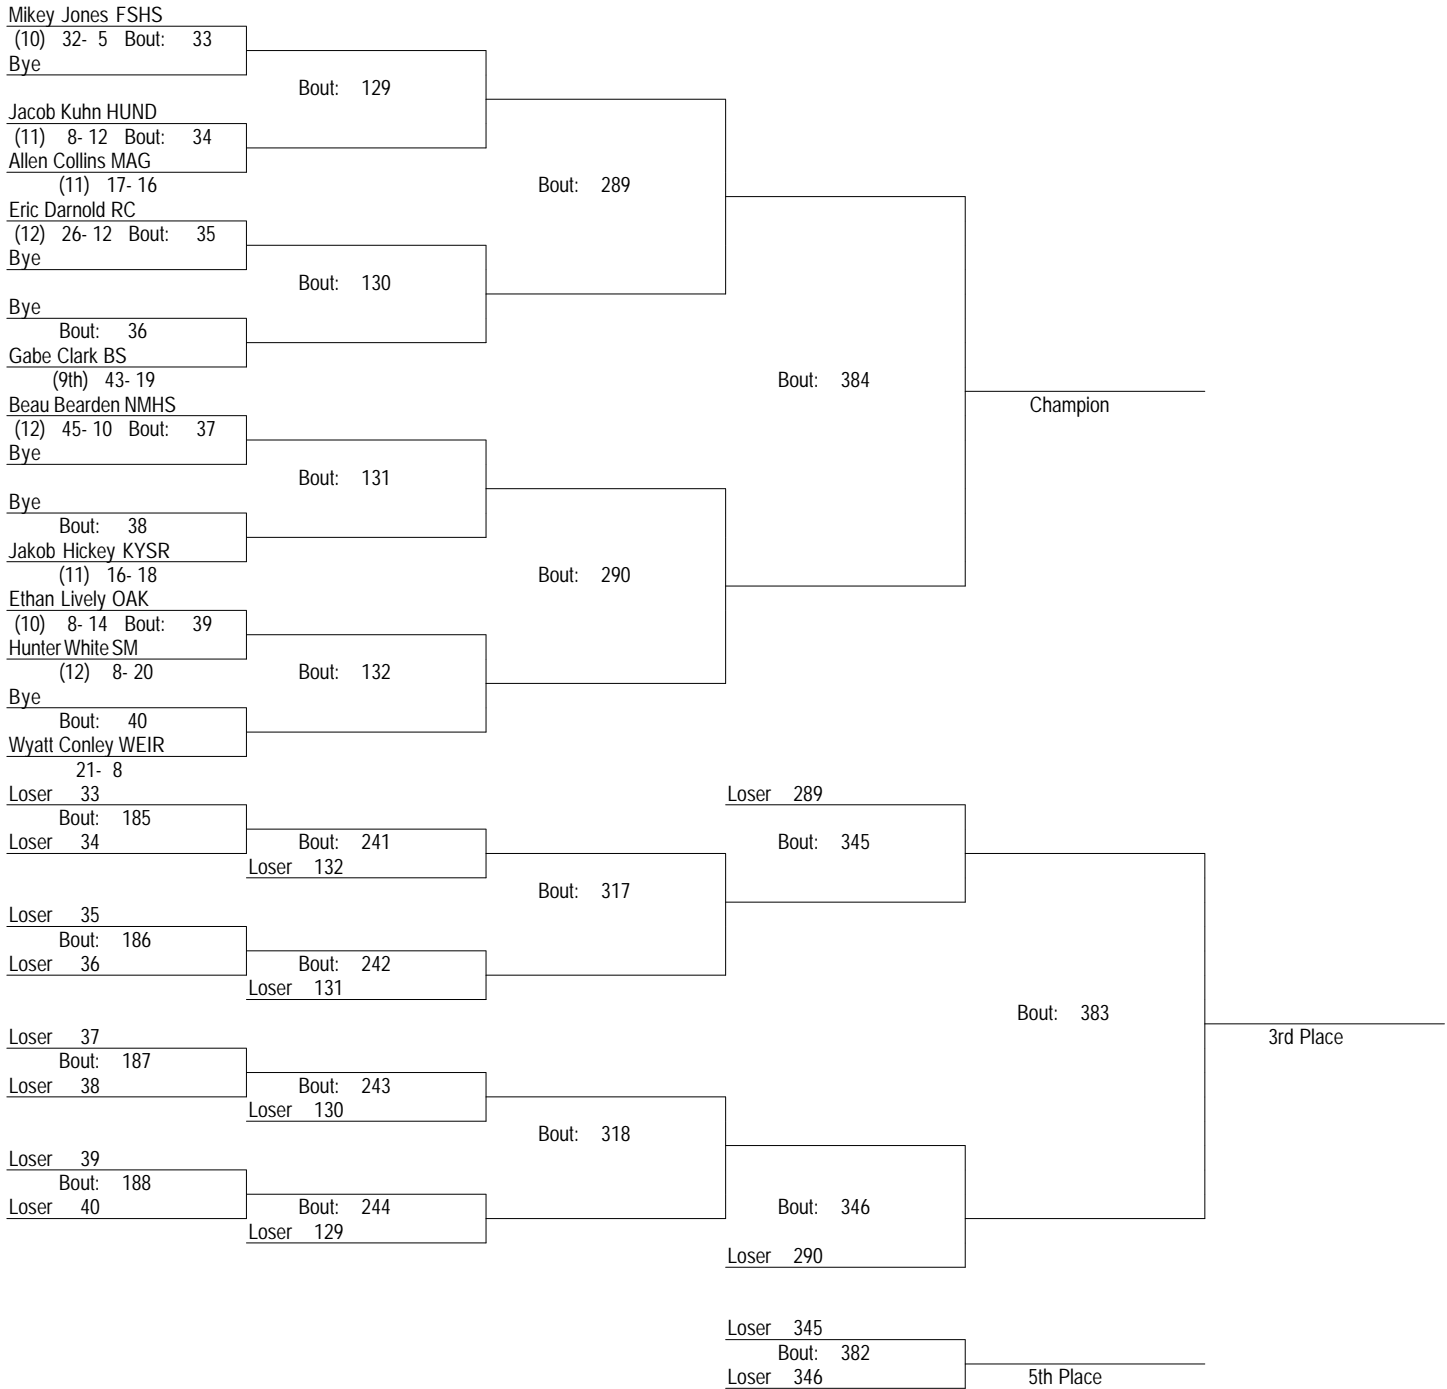 Mikey Jones FSHS
(10) 32- 5 Bout: 33
Bye
Bout: 129
Jacob Kuhn HUND
(11) 8- 12 Bout: 34
Allen Collins MAG
(11) 17- 16
Bout: 289
Eric Darnold RC
(12) 26- 12 Bout: 35
Bye
Bout: 130
Bye
Bout: 36
Gabe Clark BS
(9th) 43- 19
Bout: 384
Champion
Beau Bearden NMHS
(12) 45- 10 Bout: 37
Bye
Bout: 131
Bye
Bout: 38
Jakob Hickey KYSR
(11) 16- 18
Bout: 290
Ethan Lively OAK
(10) 8- 14 Bout: 39
Hunter White SM
(12) 8- 20
Bout: 132
Bye
Bout: 40
Wyatt Conley WEIR
21- 8
Loser 33
Bout: 185
Loser 34
Bout: 241
Loser 132
Loser 289
Bout: 345
Bout: 317
Loser 35
Bout: 186
Loser 36
Bout: 242
Loser 131
Bout: 383
3rd Place
Loser 37
Bout: 187
Loser 38
Bout: 243
Loser 130
Bout: 318
Loser 39
Bout: 188
Loser 40
Bout: 244
Loser 129
Bout: 346
Loser 290
Loser 345
Bout: 382
Loser 346
5th Place